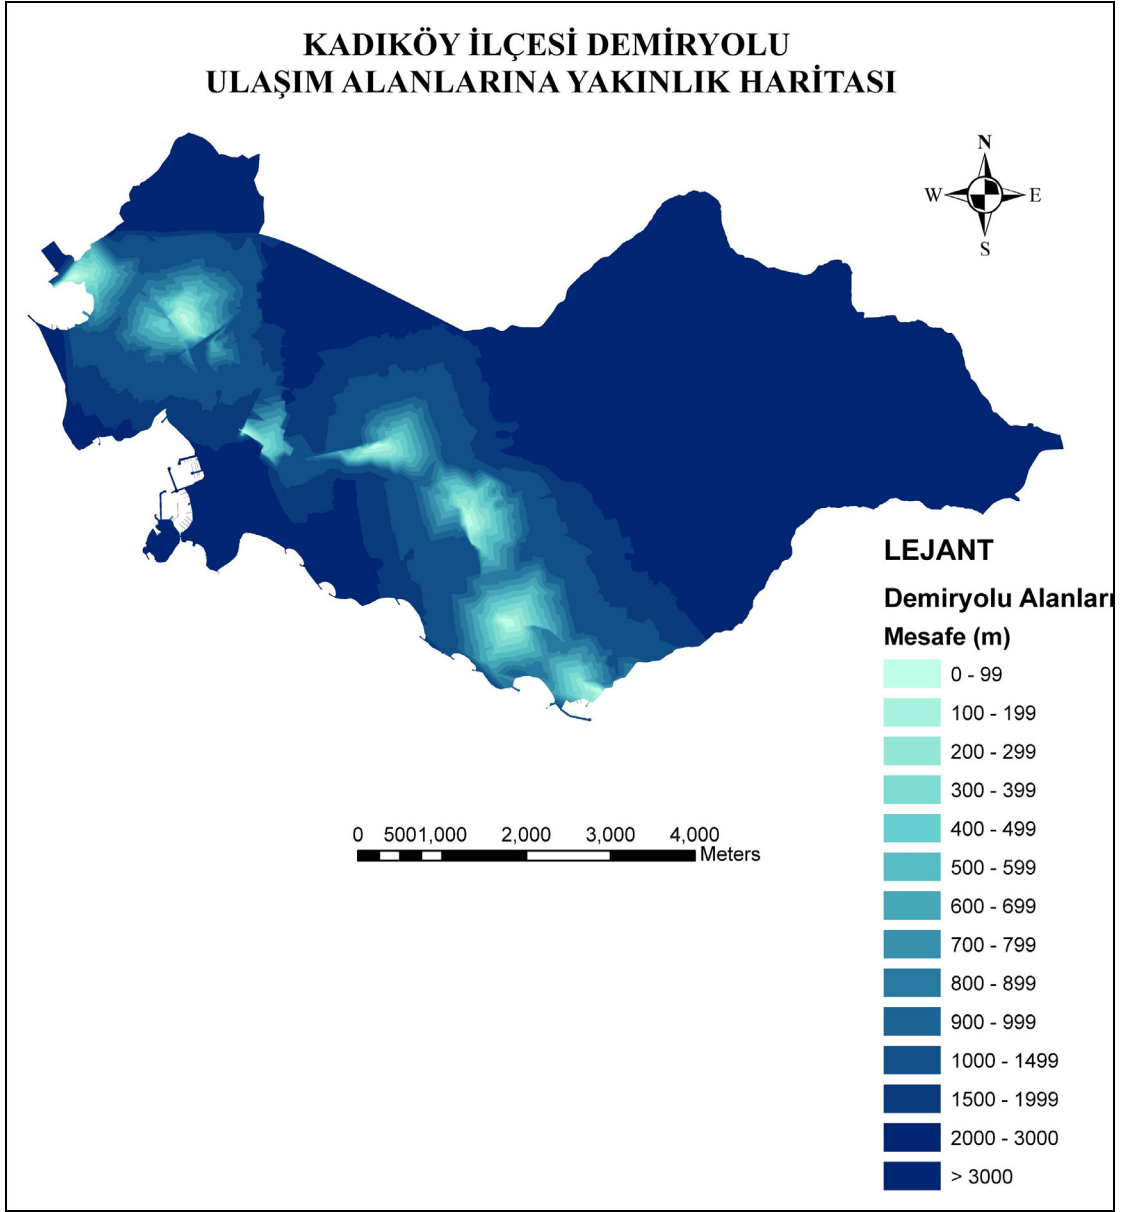 KADIKÖY İLÇESİ DEMİRYOLU
ULAŞIM ALANLARINA YAKINLIK HARİTASI
N
W E
S
LEJANT
Demiryolu Alanları
Mesafe (m)
0 - 99
100 - 199
200 - 299
300 - 399
400 - 499
500 - 599
600 - 699
700 - 799
800 - 899
900 - 999
1000 - 1499
1500 - 1999
2000 - 3000
> 3000
0 500 1,000 2,000 3,000 4,000
Meters